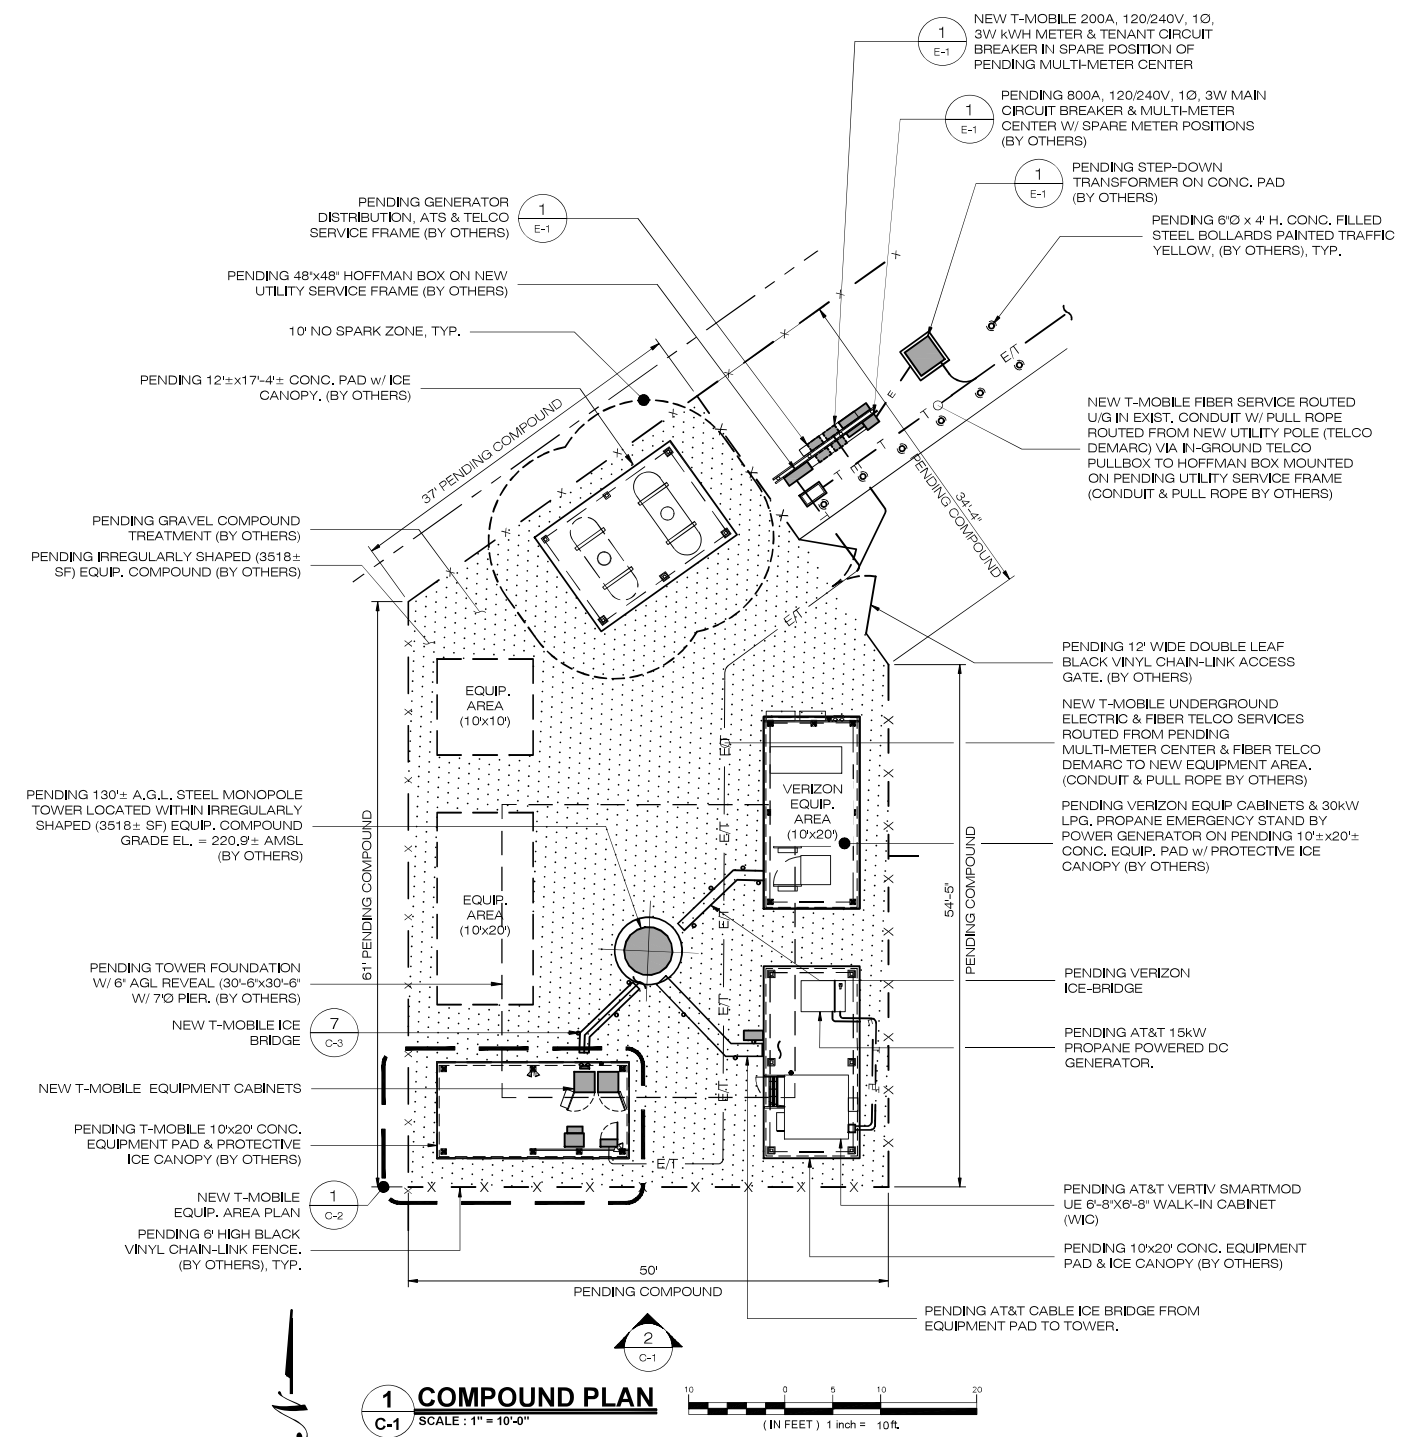 1
E-1
NEW T-MOBILE 200A, 120/240V, 1Ø,
3W kWH METER & TENANT CIRCUIT
BREAKER IN SPARE POSITION OF
PENDING MULTI-METER CENTER
1
E-1
PENDING 800A, 120/240V, 1Ø, 3W MAIN
CIRCUIT BREAKER & MULTI-METER
CENTER W/ SPARE METER POSITIONS
(BY OTHERS)
1
E-1
PENDING STEP-DOWN
TRANSFORMER ON CONC. PAD
(BY OTHERS)
PENDING 6"Ø x 4' H. CONC. FILLED
STEEL BOLLARDS PAINTED TRAFFIC
YELLOW, (BY OTHERS), TYP.
PENDING GENERATOR
DISTRIBUTION, ATS & TELCO
SERVICE FRAME (BY OTHERS)
1
E-1
PENDING 48"x48" HOFFMAN BOX ON NEW
UTILITY SERVICE FRAME (BY OTHERS)
10' NO SPARK ZONE, TYP.
PENDING 12'±x17'-4'± CONC. PAD w/ ICE
CANOPY. (BY OTHERS)
37' PENDING COMPOUND
34'-4"
PENDING COMPOUND
E/T
E
T
T
E
T
T
NEW T-MOBILE FIBER SERVICE ROUTED
U/G IN EXIST. CONDUIT W/ PULL ROPE
ROUTED FROM NEW UTILITY POLE (TELCO
DEMARC) VIA IN-GROUND TELCO
PULLBOX TO HOFFMAN BOX MOUNTED
ON PENDING UTILITY SERVICE FRAME
(CONDUIT & PULL ROPE BY OTHERS)
PENDING GRAVEL COMPOUND
TREATMENT (BY OTHERS)
PENDING IRREGULARLY SHAPED (3518±
SF) EQUIP. COMPOUND (BY OTHERS)
E/T
PENDING 12' WIDE DOUBLE LEAF
BLACK VINYL CHAIN-LINK ACCESS
GATE. (BY OTHERS)
EQUIP.
AREA
(10'x10')
NEW T-MOBILE UNDERGROUND
ELECTRIC & FIBER TELCO SERVICES
ROUTED FROM PENDING
MULTI-METER CENTER & FIBER TELCO
DEMARC TO NEW EQUIPMENT AREA.
(CONDUIT & PULL ROPE BY OTHERS)
E/T
VERIZON
EQUIP.
AREA
(10'x20')
PENDING 130'± A.G.L. STEEL MONOPOLE
TOWER LOCATED WITHIN IRREGULARLY
SHAPED (3518± SF) EQUIP. COMPOUND
GRADE EL. = 220.9'± AMSL
(BY OTHERS)
E/T
PENDING VERIZON EQUIP CABINETS & 30kW
LPG. PROPANE EMERGENCY STAND BY
POWER GENERATOR ON PENDING 10'±x20'±
CONC. EQUIP. PAD w/ PROTECTIVE ICE
CANOPY (BY OTHERS)
61' PENDING COMPOUND
54'-5"
PENDING COMPOUND
EQUIP.
AREA
(10'x20')
E/T
PENDING TOWER FOUNDATION
W/ 6" AGL REVEAL (30'-6"x30'-6"
W/ 7'Ø PIER. (BY OTHERS)
PENDING VERIZON
ICE-BRIDGE
E/T
NEW T-MOBILE ICE
BRIDGE
7
C-3
PENDING AT&T 15kW
PROPANE POWERED DC
GENERATOR.
NEW T-MOBILE EQUIPMENT CABINETS
E/T
PENDING T-MOBILE 10'x20' CONC.
EQUIPMENT PAD & PROTECTIVE
ICE CANOPY (BY OTHERS)
E/T
NEW T-MOBILE
EQUIP. AREA PLAN
1
C-2
PENDING AT&T VERTIV SMARTMOD
UE 6'-8"X6'-8" WALK-IN CABINET
(WIC)
PENDING 6' HIGH BLACK
VINYL CHAIN-LINK FENCE.
(BY OTHERS), TYP.
PENDING 10'x20' CONC. EQUIPMENT
PAD & ICE CANOPY (BY OTHERS)
50'
PENDING COMPOUND
PENDING AT&T CABLE ICE BRIDGE FROM
EQUIPMENT PAD TO TOWER.
2
C-1
1
C-1
COMPOUND PLAN
SCALE : 1" = 10'-0"
10 0 5 10 20
( IN FEET ) 1 inch = 10ft.